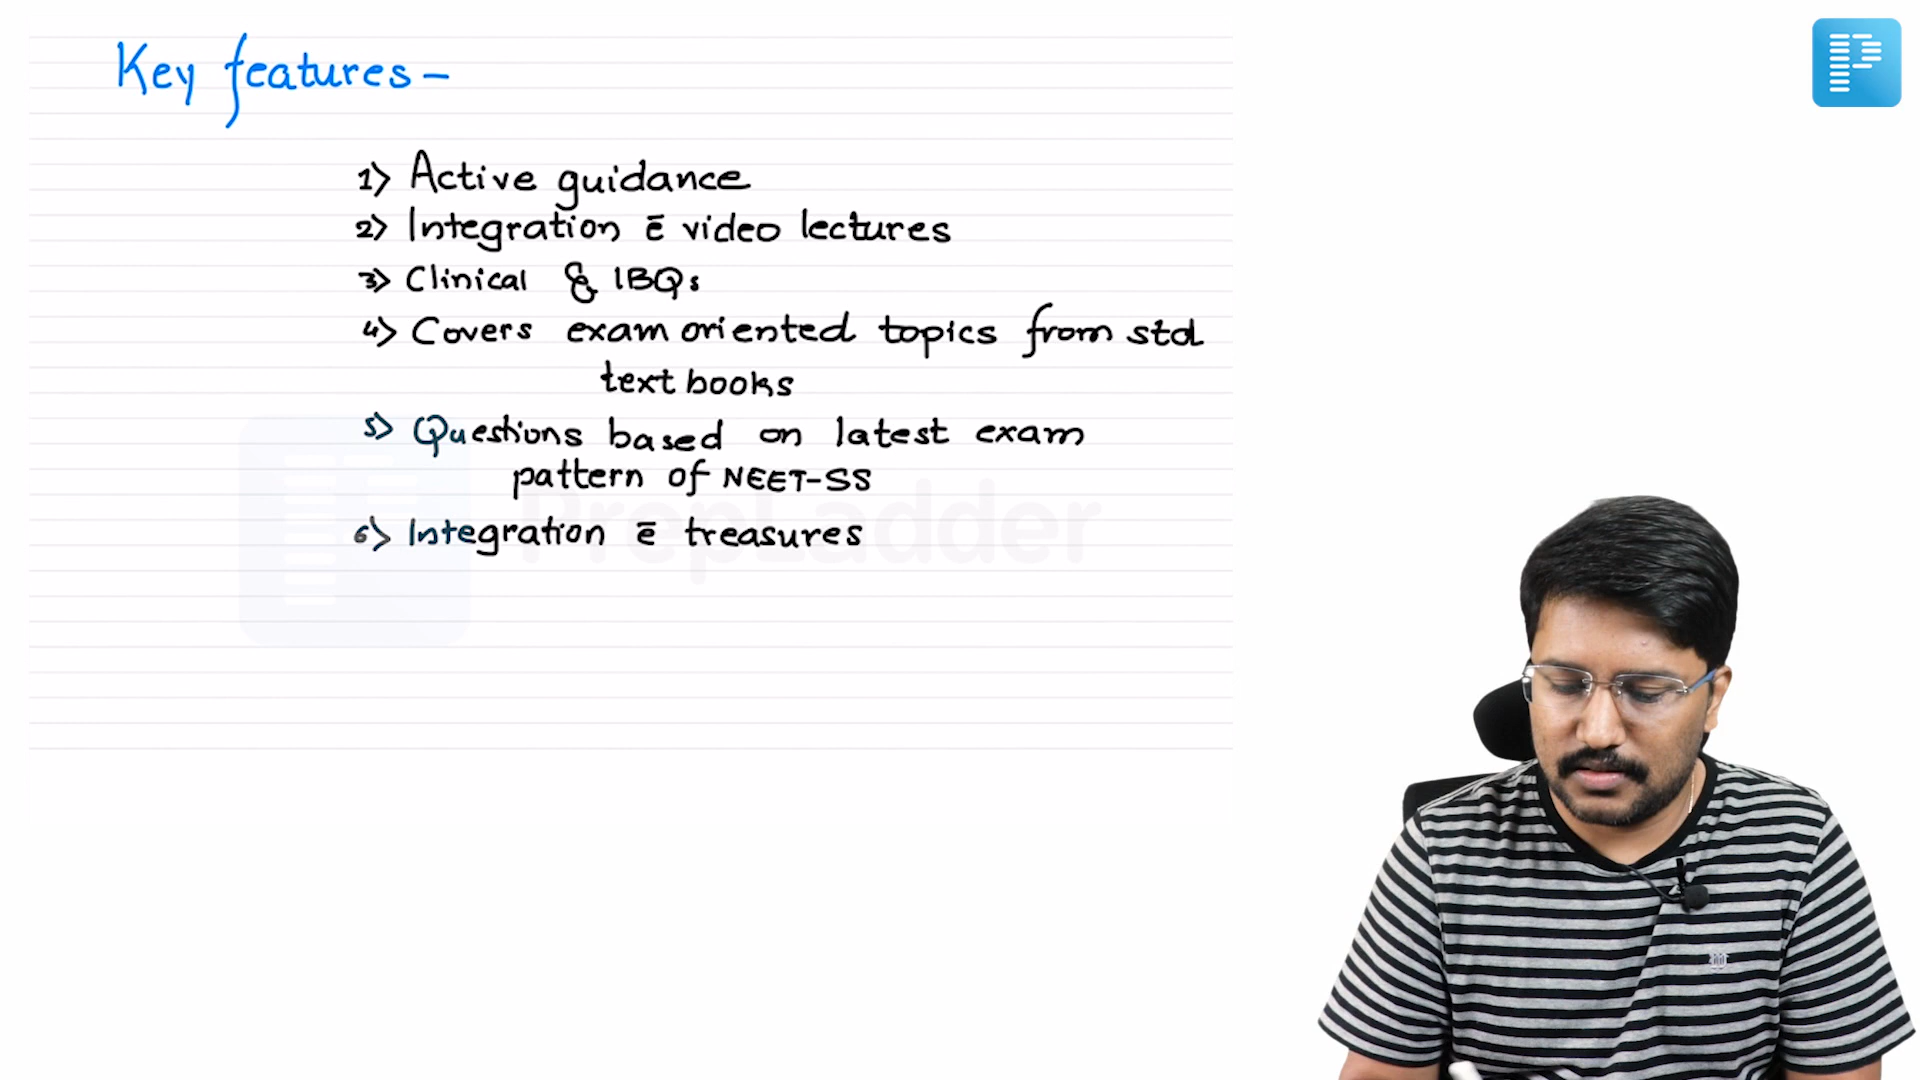 Key features –
1) Active guidance
2) Integration c̄ video lectures
3) Clinical & IBQs
4) Covers exam oriented topics from std
text books
5) Questions based on latest exam
pattern of NEET-SS
6) Integration c̄ treasures
PrepLadder